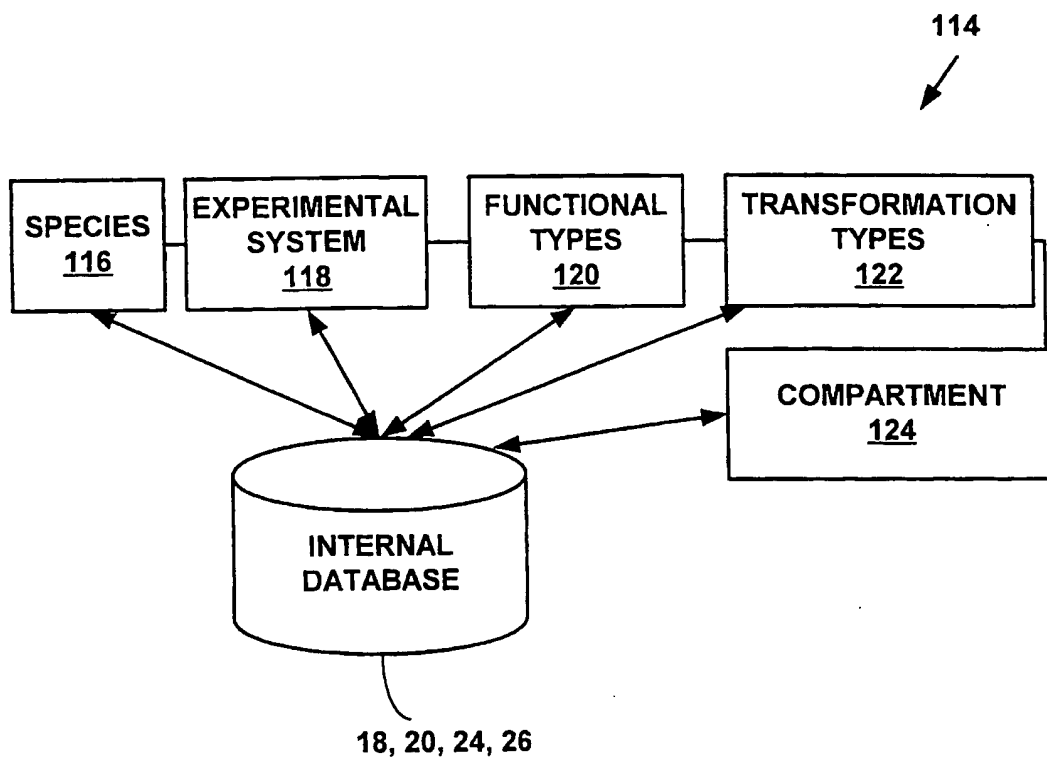 114
SPECIES
116
EXPERIMENTAL
SYSTEM
118
FUNCTIONAL
TYPES
120
TRANSFORMATION
TYPES
122
COMPARTMENT
124
INTERNAL
DATABASE
18, 20, 24, 26